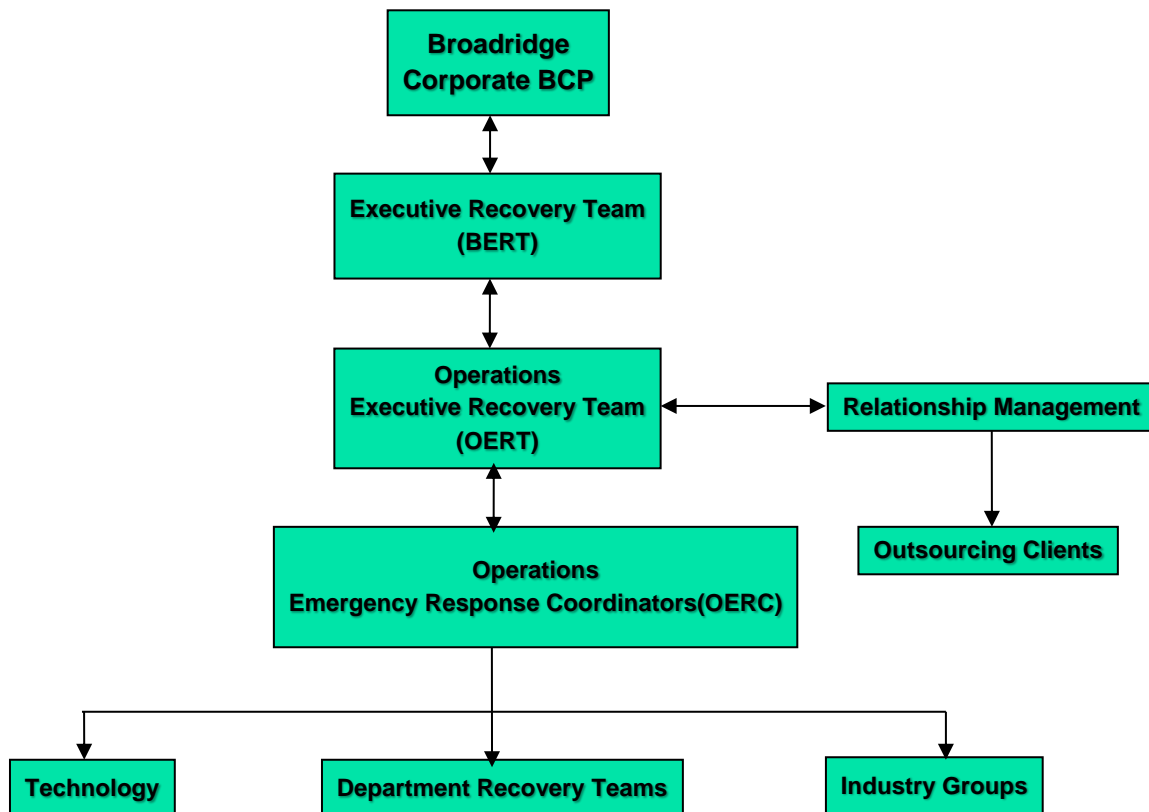 Broadridge
Corporate BCP
Executive Recovery Team
(BERT)
Operations
Executive Recovery Team
(OERT)
Relationship Management
Outsourcing Clients
Operations
Emergency Response Coordinators(OERC)
Technology
Department Recovery Teams
Industry Groups